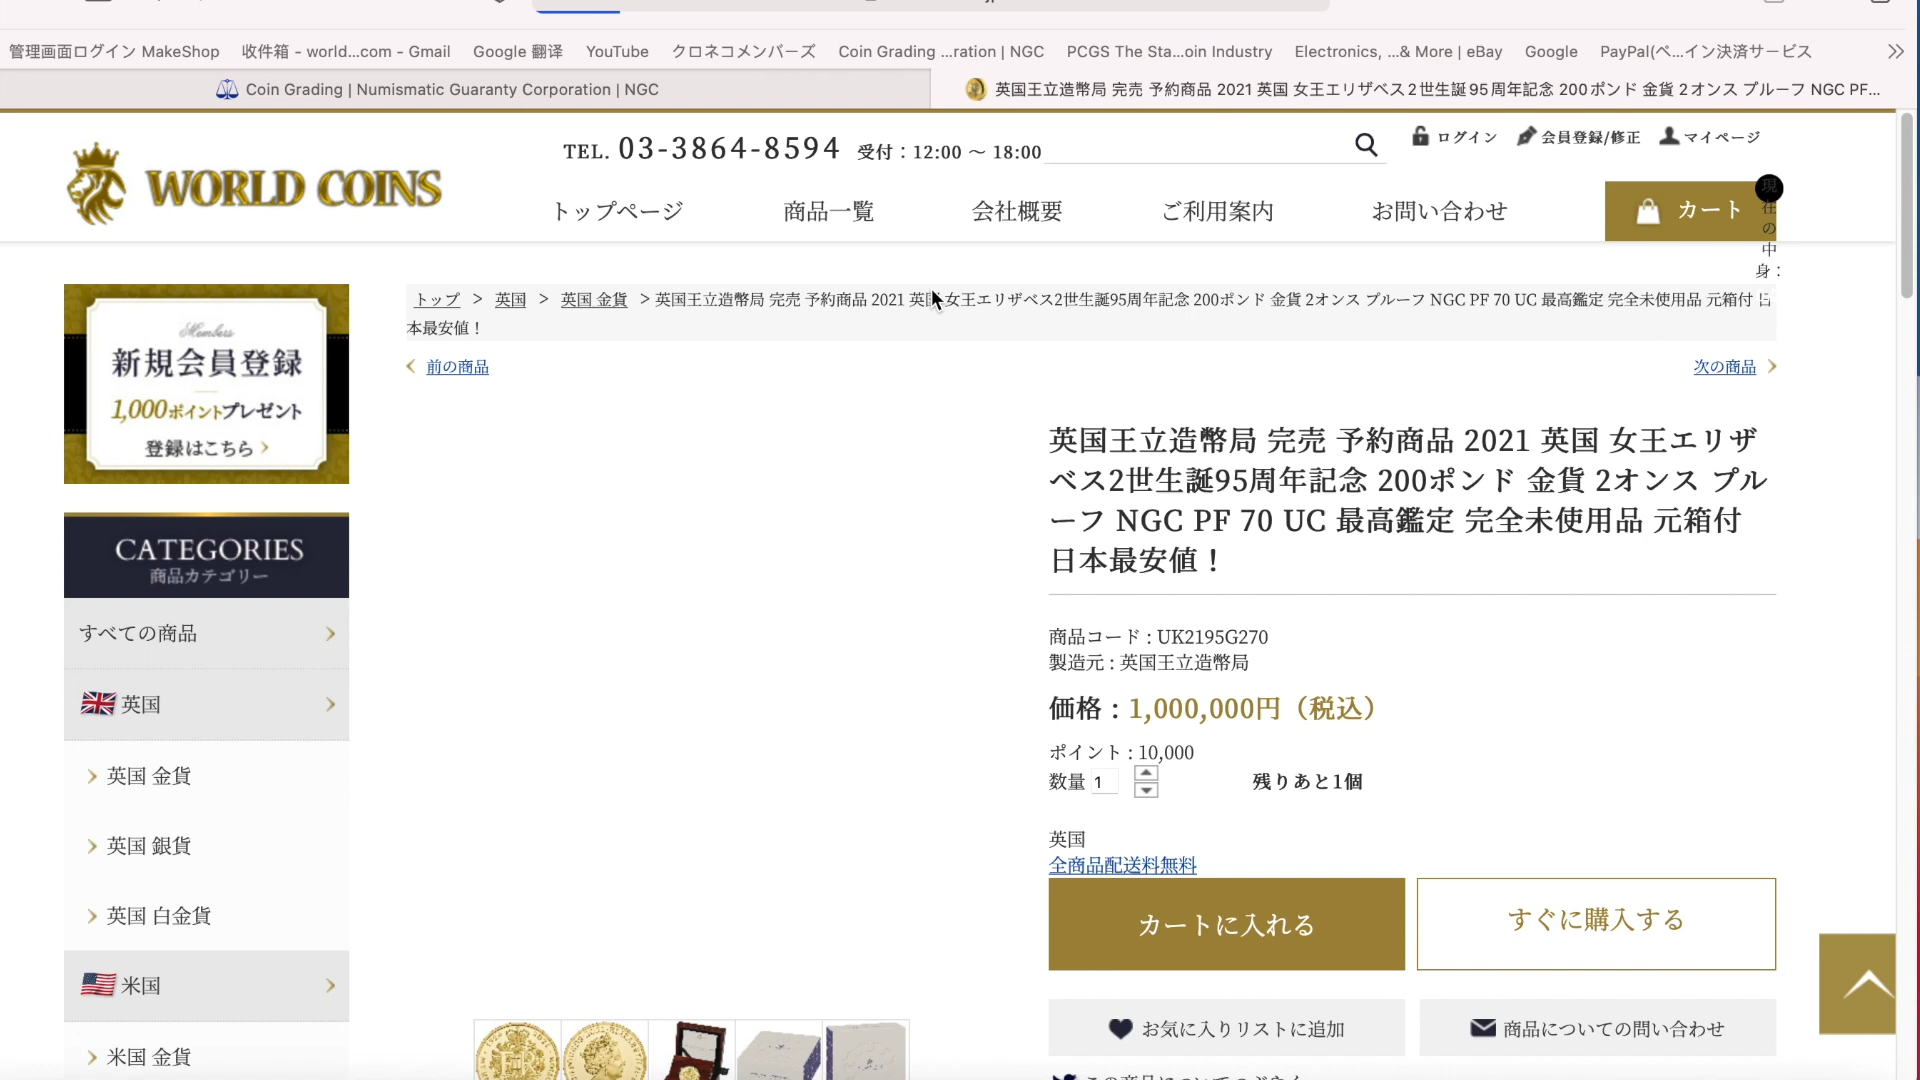 管理画面ログイン MakeShop 收件箱 - world...com - Gmail Google 翻译 YouTube クロネコメンバーズ Coin Grading ...ration | NGC PCGS The Sta...oin Industry Electronics, ...& More | eBay Google PayPal(ペ...イン決済サービス
Coin Grading | Numismatic Guaranty Corporation | NGC
英国王立造幣局 完売 予約商品 2021 英国 女王エリザベス2世生誕95周年記念 200ポンド 金貨 2オンス プルーフ NGC PF...
WORLD COINS
TEL. 03-3864-8594 受付：12:00 ～ 18:00
ログイン 会員登録/修正 マイページ
トップページ 商品一覧 会社概要 ご利用案内 お問い合わせ
カート
現在の中身：
トップ > 英国 > 英国 金貨 > 英国王立造幣局 完売 予約商品 2021 英国 女王エリザベス2世生誕95周年記念 200ポンド 金貨 2オンス プルーフ NGC PF 70 UC 最高鑑定 完全未使用品 元箱付 日
本最安値！
前の商品
次の商品
Members
新規会員登録
1,000ポイントプレゼント
登録はこちら
CATEGORIES
商品カテゴリー
すべての商品
英国
英国 金貨
英国 銀貨
英国 白金貨
米国
米国 金貨
英国王立造幣局 完売 予約商品 2021 英国 女王エリザ
ベス2世生誕95周年記念 200ポンド 金貨 2オンス プル
ーフ NGC PF 70 UC 最高鑑定 完全未使用品 元箱付
日本最安値！
商品コード : UK2195G270
製造元 : 英国王立造幣局
価格 : 1,000,000円（税込）
ポイント : 10,000
数量 1
残りあと1個
英国
全商品配送料無料
カートに入れる
すぐに購入する
お気に入りリストに追加
商品についての問い合わせ